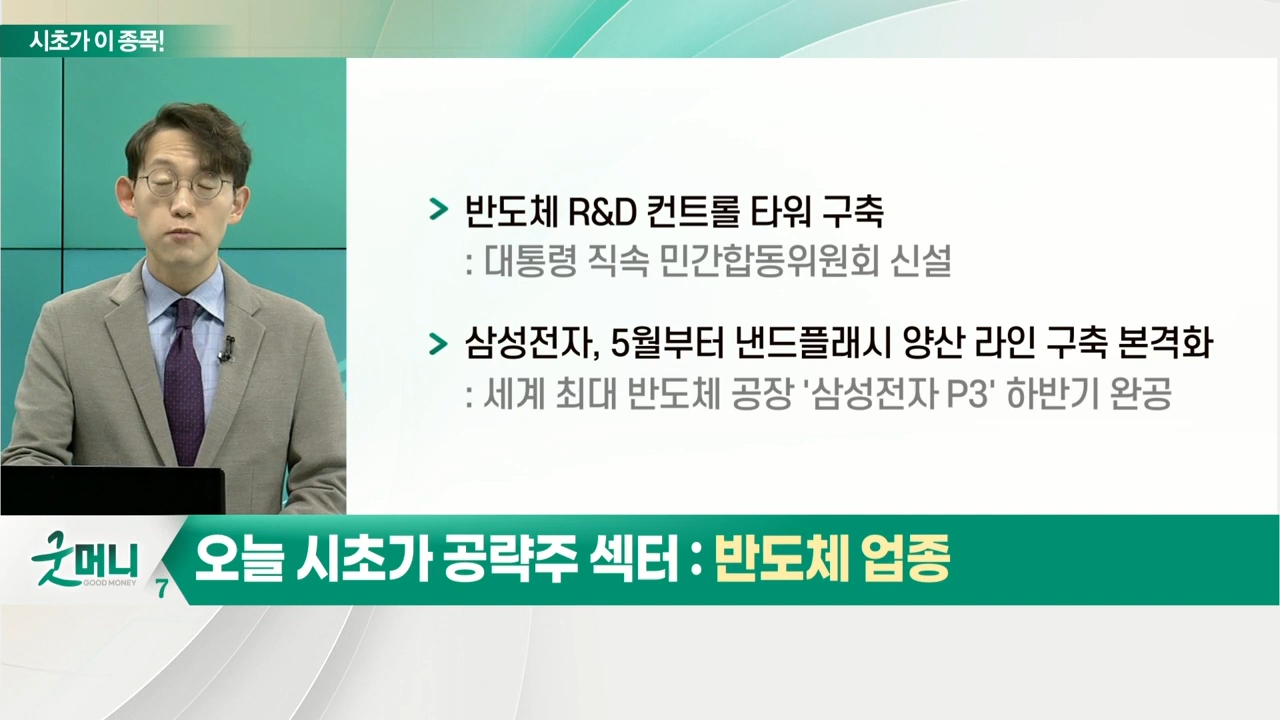 시초가 이 종목!
> 반도체 R&D 컨트롤 타워 구축
: 대통령 직속 민간합동위원회 신설
> 삼성전자, 5월부터 낸드플래시 양산 라인 구축 본격화
: 세계 최대 반도체 공장 '삼성전자 P3' 하반기 완공
굿머니
GOOD MONEY
7
오늘 시초가 공략주 섹터 : 반도체 업종